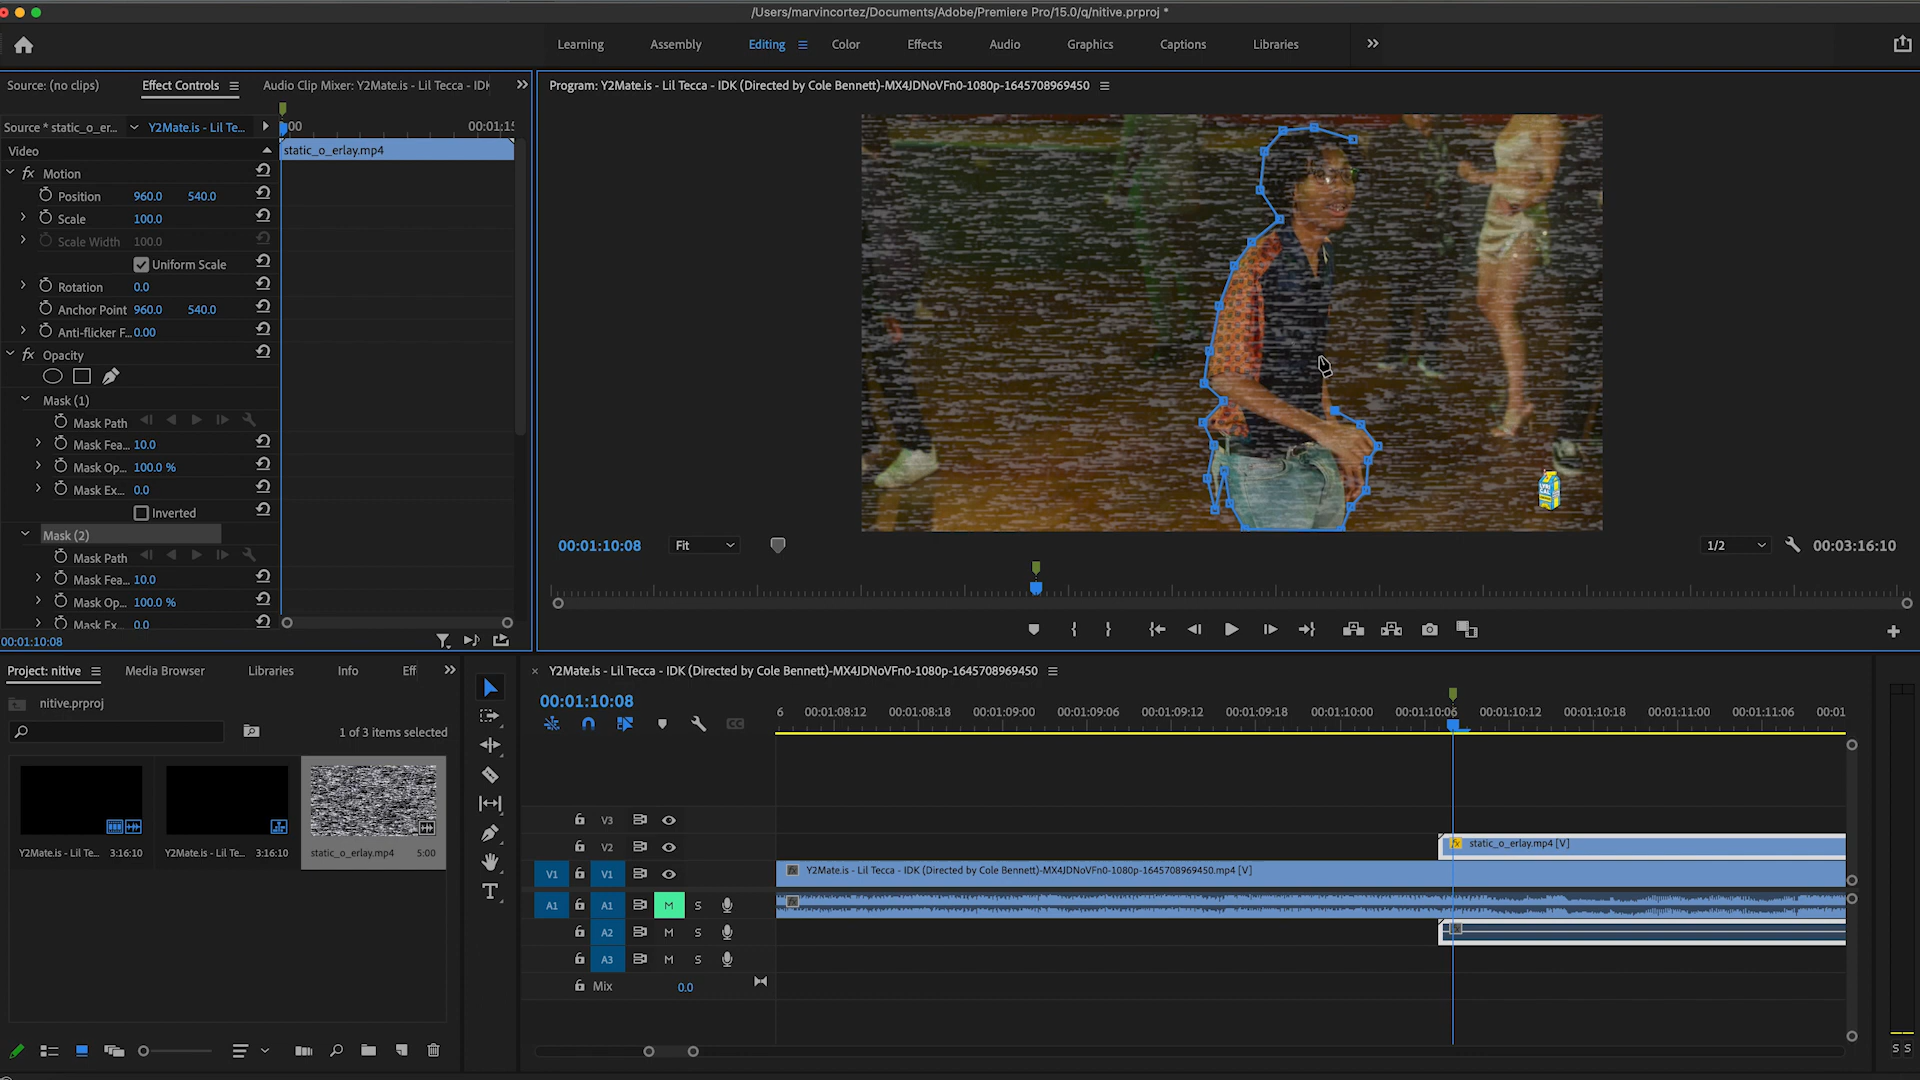 /Users/marvincortez/Documents/Adobe/Premiere Pro/15.0/q/nitive.prproj *
Learning Assembly Editing Color Effects Audio Graphics Captions Libraries
Source: (no clips) Effect Controls Audio Clip Mixer: Y2Mate.is - Lil Tecca - IDK
Program: Y2Mate.is - Lil Tecca - IDK (Directed by Cole Bennett)-MX4JDNoVFn0-1080p-1645708969450
Source * static_o_er... Y2Mate.is - Lil Te... :00 00:01:15
Video static_o_erlay.mp4
fx Motion
Position 960.0 540.0
Scale 100.0
Scale Width 100.0
Uniform Scale
Rotation 0.0
Anchor Point 960.0 540.0
Anti-flicker F... 0.00
fx Opacity
Mask (1)
Mask Path
Mask Fea... 10.0
Mask Op... 100.0 %
Mask Ex... 0.0
Inverted
Mask (2)
Mask Path
Mask Fea... 10.0
Mask Op... 100.0 %
Mask Ex... 0.0
00:01:10:08
LYRICAL
00:01:10:08 Fit 1/2 00:03:16:10
Project: nitive Media Browser Libraries Info Eff
nitive.prproj
1 of 3 items selected
Y2Mate.is - Lil Te... 3:16:10 Y2Mate.is - Lil Te... 3:16:10 static_o_erlay.mp4 5:00
× Y2Mate.is - Lil Tecca - IDK (Directed by Cole Bennett)-MX4JDNoVFn0-1080p-1645708969450
00:01:10:08
6 00:01:08:12 00:01:08:18 00:01:09:00 00:01:09:06 00:01:09:12 00:01:09:18 00:01:10:00 00:01:10:06 00:01:10:12 00:01:10:18 00:01:11:00 00:01:11:06 00:01
CC
V3
V2 fx static_o_erlay.mp4 [V]
V1 V1 fx Y2Mate.is - Lil Tecca - IDK (Directed by Cole Bennett)-MX4JDNoVFn0-1080p-1645708969450.mp4 [V]
A1 A1 M S fx
A2 M S fx
A3 M S
Mix 0.0
S S